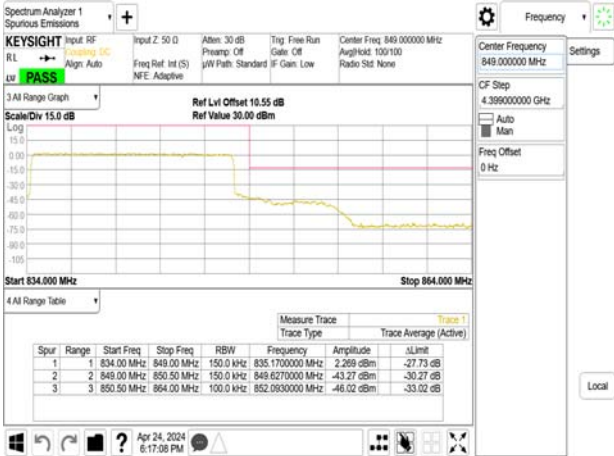 Spectrum Analyzer 1
Spurious Emissions
Frequency
KEYSIGHT Input: RF Input Z: 50 Ω Atten: 30 dB Trig: Free Run Center Freq: 849.000000 MHz
RL Coupling: DC Preamp: Off Gate: Off Avg|Hold: 100/100
Align: Auto Freq Ref: Int (S) µW Path: Standard IF Gain: Low Radio Std: None
NFE: Adaptive
LV PASS
3 All Range Graph
Ref Lvl Offset 10.55 dB
Scale/Div 15.0 dB Ref Value 30.00 dBm
Log
15.0
0.00
-15.0
-30.0
-45.0
-60.0
-75.0
-90.0
-105
Start 834.000 MHz Stop 864.000 MHz
4 All Range Table
Measure Trace Trace 1
Trace Type Trace Average (Active)
Spur Range Start Freq Stop Freq RBW Frequency Amplitude ΔLimit
1 1 834.00 MHz 849.00 MHz 150.0 kHz 835.1700000 MHz 2.269 dBm -27.73 dB
2 2 849.00 MHz 850.50 MHz 150.0 kHz 849.6270000 MHz -43.27 dBm -30.27 dB
3 3 850.50 MHz 864.00 MHz 100.0 kHz 852.0930000 MHz -46.02 dBm -33.02 dB
Apr 24, 2024
6:17:08 PM
Center Frequency
849.000000 MHz
Settings
CF Step
4.399000000 GHz
Auto
Man
Freq Offset
0 Hz
Local